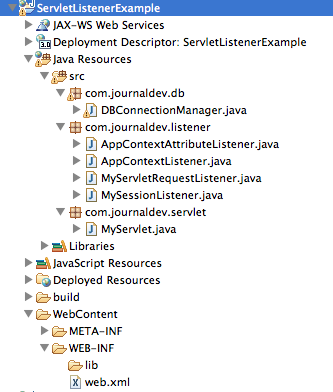 ServletListenerExample
JAX-WS Web Services
Deployment Descriptor: ServletListenerExample
3.0
Java Resources
src
com.journaldev.db
DBConnectionManager.java
com.journaldev.listener
AppContextAttributeListener.java
AppContextListener.java
MyServletRequestListener.java
MySessionListener.java
com.journaldev.servlet
MyServlet.java
Libraries
JavaScript Resources
Deployed Resources
build
WebContent
META-INF
WEB-INF
lib
web.xml